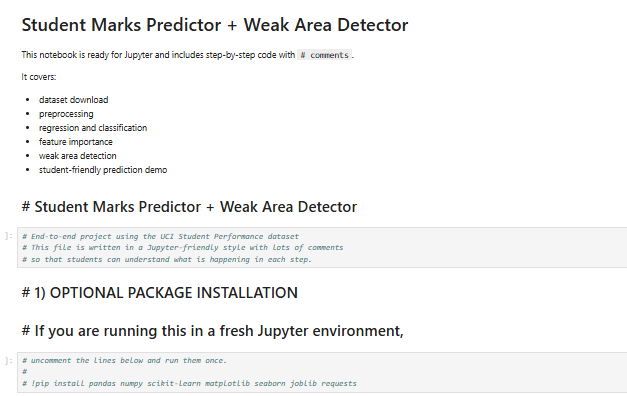 Student Marks Predictor + Weak Area Detector
This notebook is ready for Jupyter and includes step-by-step code with # comments .
It covers:
• dataset download
• preprocessing
• regression and classification
• feature importance
• weak area detection
• student-friendly prediction demo
# Student Marks Predictor + Weak Area Detector
]: # End-to-end project using the UCI Student Performance dataset
# This file is written in a Jupyter-friendly style with lots of comments
# so that students can understand what is happening in each step.
# 1) OPTIONAL PACKAGE INSTALLATION
# If you are running this in a fresh Jupyter environment,
]: # uncomment the lines below and run them once.
#
# !pip install pandas numpy scikit-learn matplotlib seaborn joblib requests